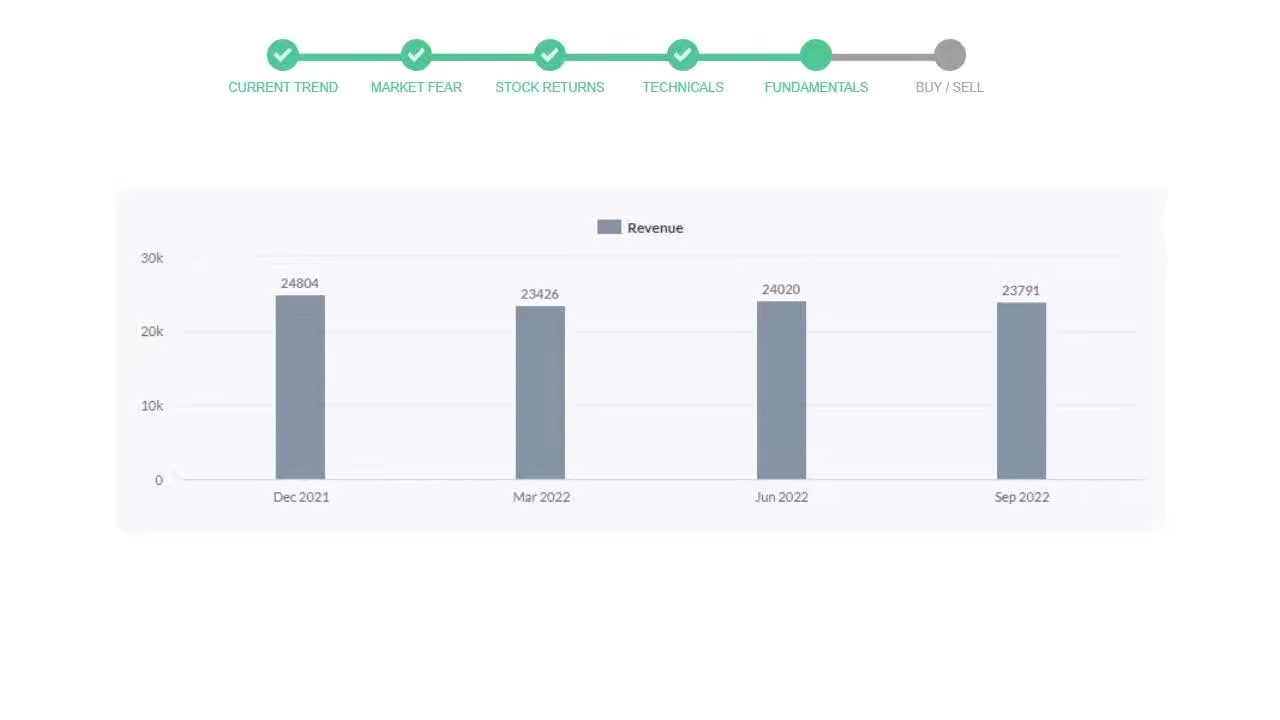 CURRENT TREND MARKET FEAR STOCK RETURNS TECHNICALS FUNDAMENTALS BUY / SELL
Revenue
30k
24804 23426 24020 23791
20k
10k
0
Dec 2021 Mar 2022 Jun 2022 Sep 2022